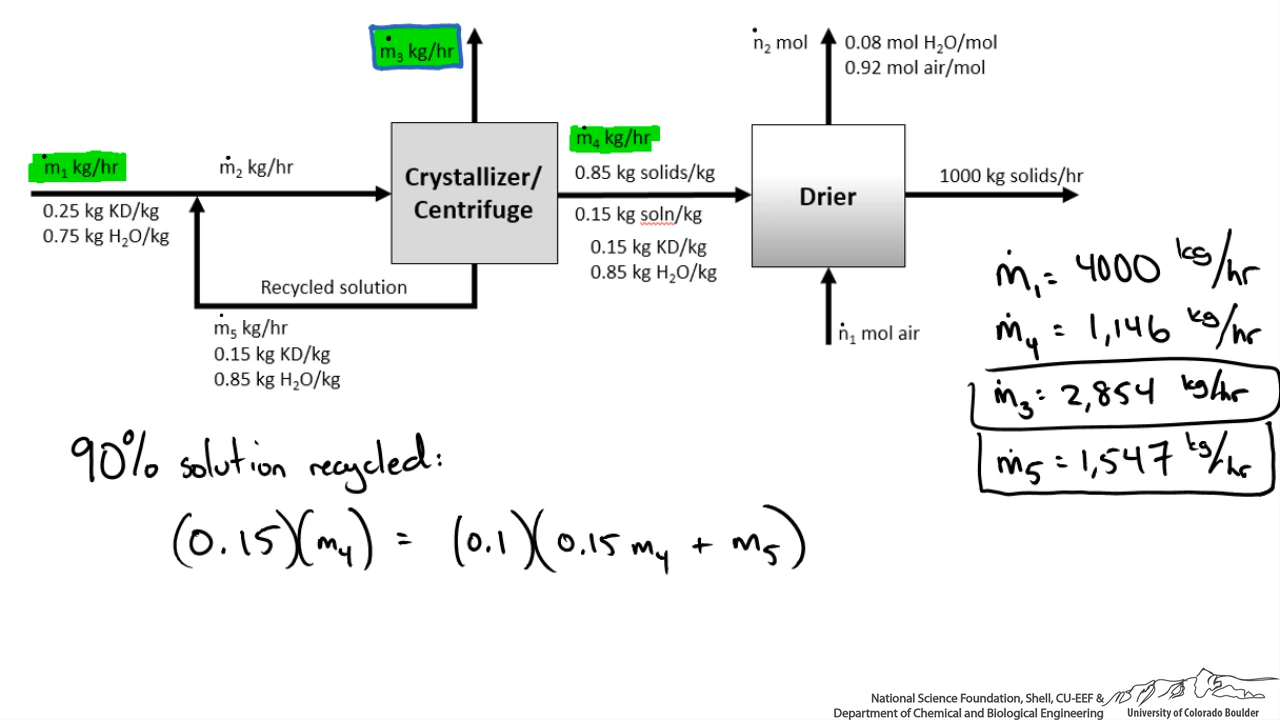 ṁ₃ kg/hr
ṅ₂ mol
0.08 mol H₂O/mol
0.92 mol air/mol
ṁ₁ kg/hr
0.25 kg KD/kg
0.75 kg H₂O/kg
ṁ₂ kg/hr
Crystallizer/
Centrifuge
ṁ₄ kg/hr
0.85 kg solids/kg
0.15 kg soln/kg
0.15 kg KD/kg
0.85 kg H₂O/kg
Drier
1000 kg solids/hr
Recycled solution
ṁ₅ kg/hr
0.15 kg KD/kg
0.85 kg H₂O/kg
ṅ₁ mol air
ṁ₁ = 4000 kg/hr
ṁ₄ = 1,146 kg/hr
ṁ₃ = 2,854 kg/hr
ṁ₅ = 1,547 kg/hr
90% solution recycled:
(0.15)(m₄) = (0.1)(0.15 m₄ + m₅)
National Science Foundation, Shell, CU-EEF &
Department of Chemical and Biological Engineering
University of Colorado Boulder